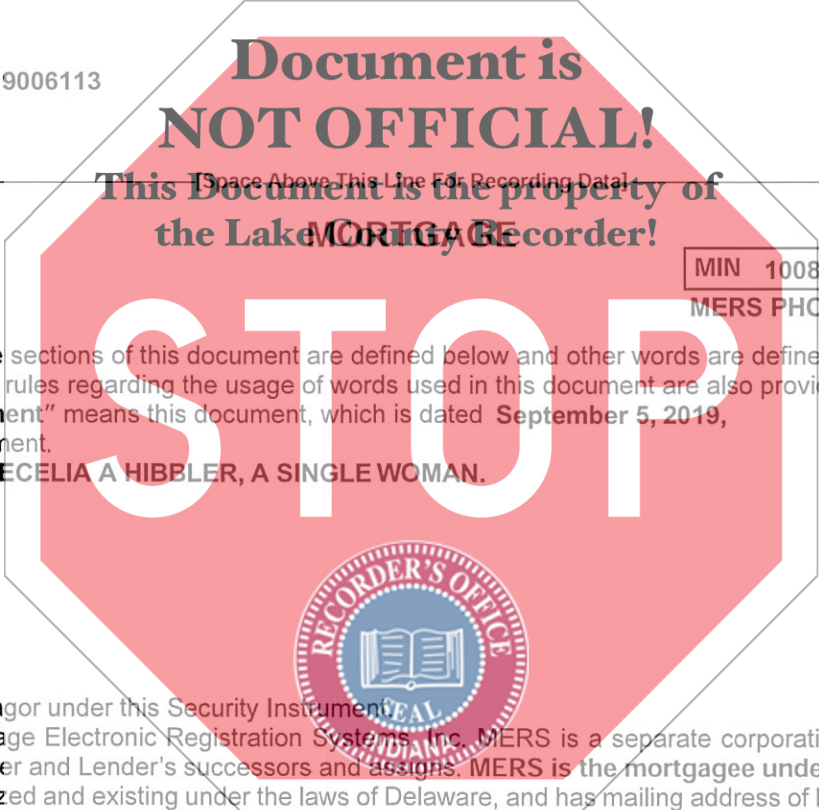 Document is
9006113
NOT OFFICIAL!
[Space Above This Line For Recording Data]
This Document is the property of
MORTGAGE
the Lake County Recorder!
MIN 1008
MERS PHO
STOP
e sections of this document are defined below and other words are define
rules regarding the usage of words used in this document are also provi
ent" means this document, which is dated September 5, 2019,
ent.
ECELIA A HIBBLER, A SINGLE WOMAN.
RECORDER'S OFFICE
SEAL
INDIANA
gor under this Security Instrument.
age Electronic Registration Systems, Inc. MERS is a separate corporati
er and Lender's successors and assigns. MERS is the mortgagee unde
zed and existing under the laws of Delaware, and has mailing address of